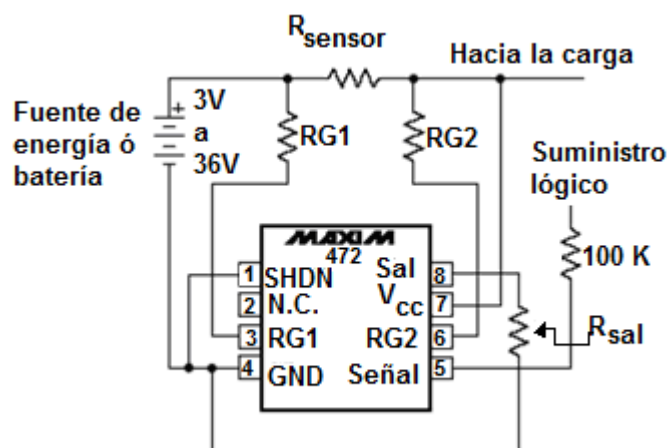 Rsensor
Hacia la carga
Fuente de
energía ó
batería
+ 3V
a
36V
RG1
RG2
Suministro
lógico
100 K
MAXIM
472
1 SHDN
2 N.C.
3 RG1
4 GND
Sal 8
Vcc 7
RG2 6
Señal 5
Rsal